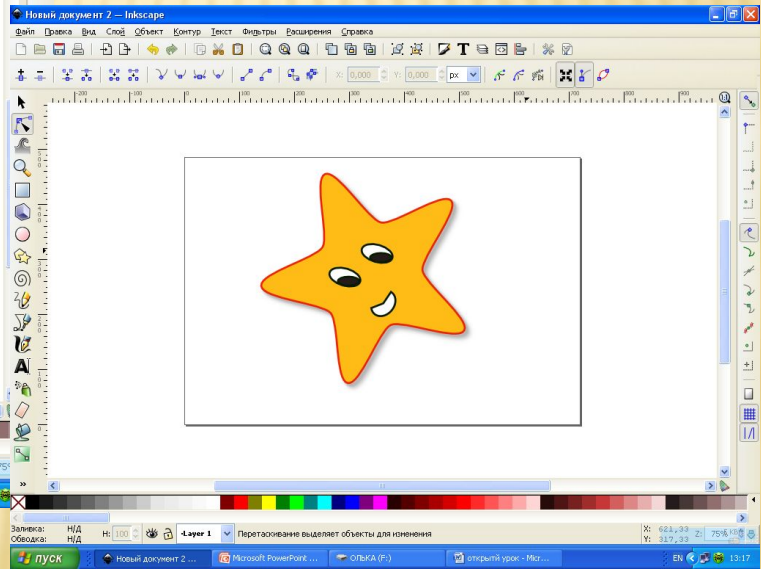 Новый документ 2 — Inkscape
Файл Правка Вид Слой Объект Контур Текст Фильтры Расширения Справка
X: 0,000 Y: 0,000 px
Заливка: Н/Д
Обводка: Н/Д
Н: 100
Layer 1
Перетаскивание выделяет объекты для изменения
X: 621,33
Y: 317,33
Z: 75%
пуск
Новый документ 2 ...
Microsoft PowerPoint ...
ОЛЬКА (F:)
открытй урок - Micr...
EN
13:17